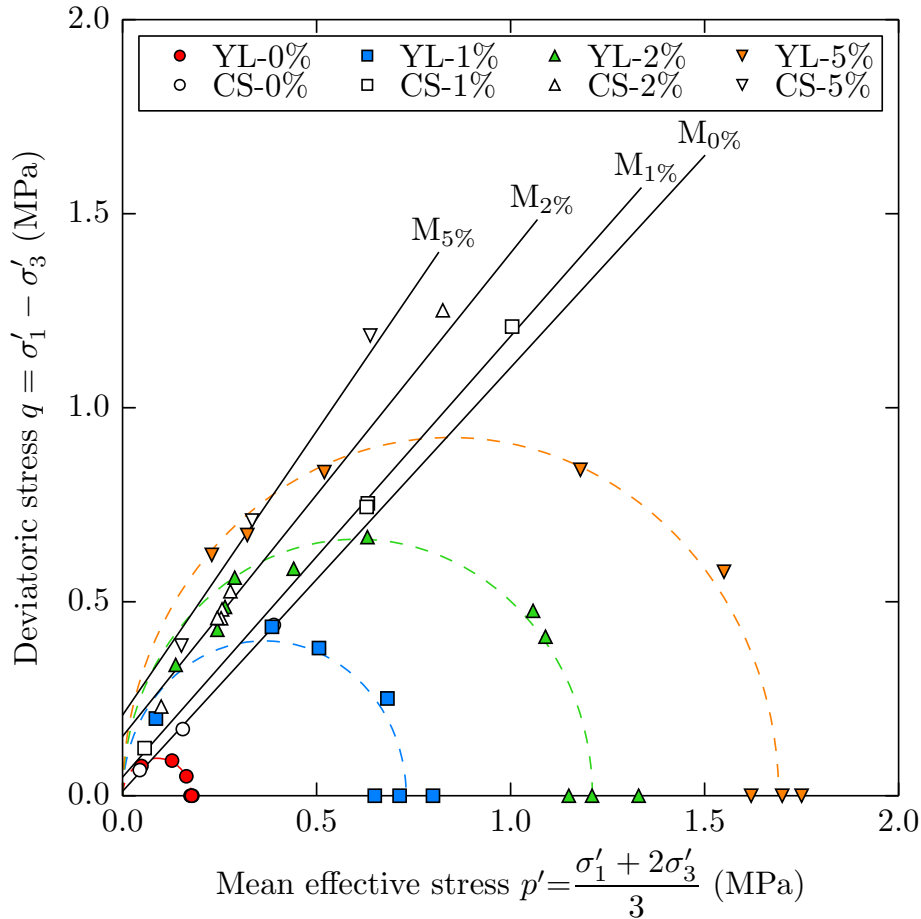 2.0
YL-0% YL-1% YL-2% YL-5%
CS-0% CS-1% CS-2% CS-5%
M₀%
M₁%
M₂%
M₅%
1.5
1.0
0.5
0.0
Deviatoric stress q = σ′₁ − σ′₃ (MPa)
0.0 0.5 1.0 1.5 2.0
Mean effective stress p′=(σ′₁ + 2σ′₃)/3 (MPa)